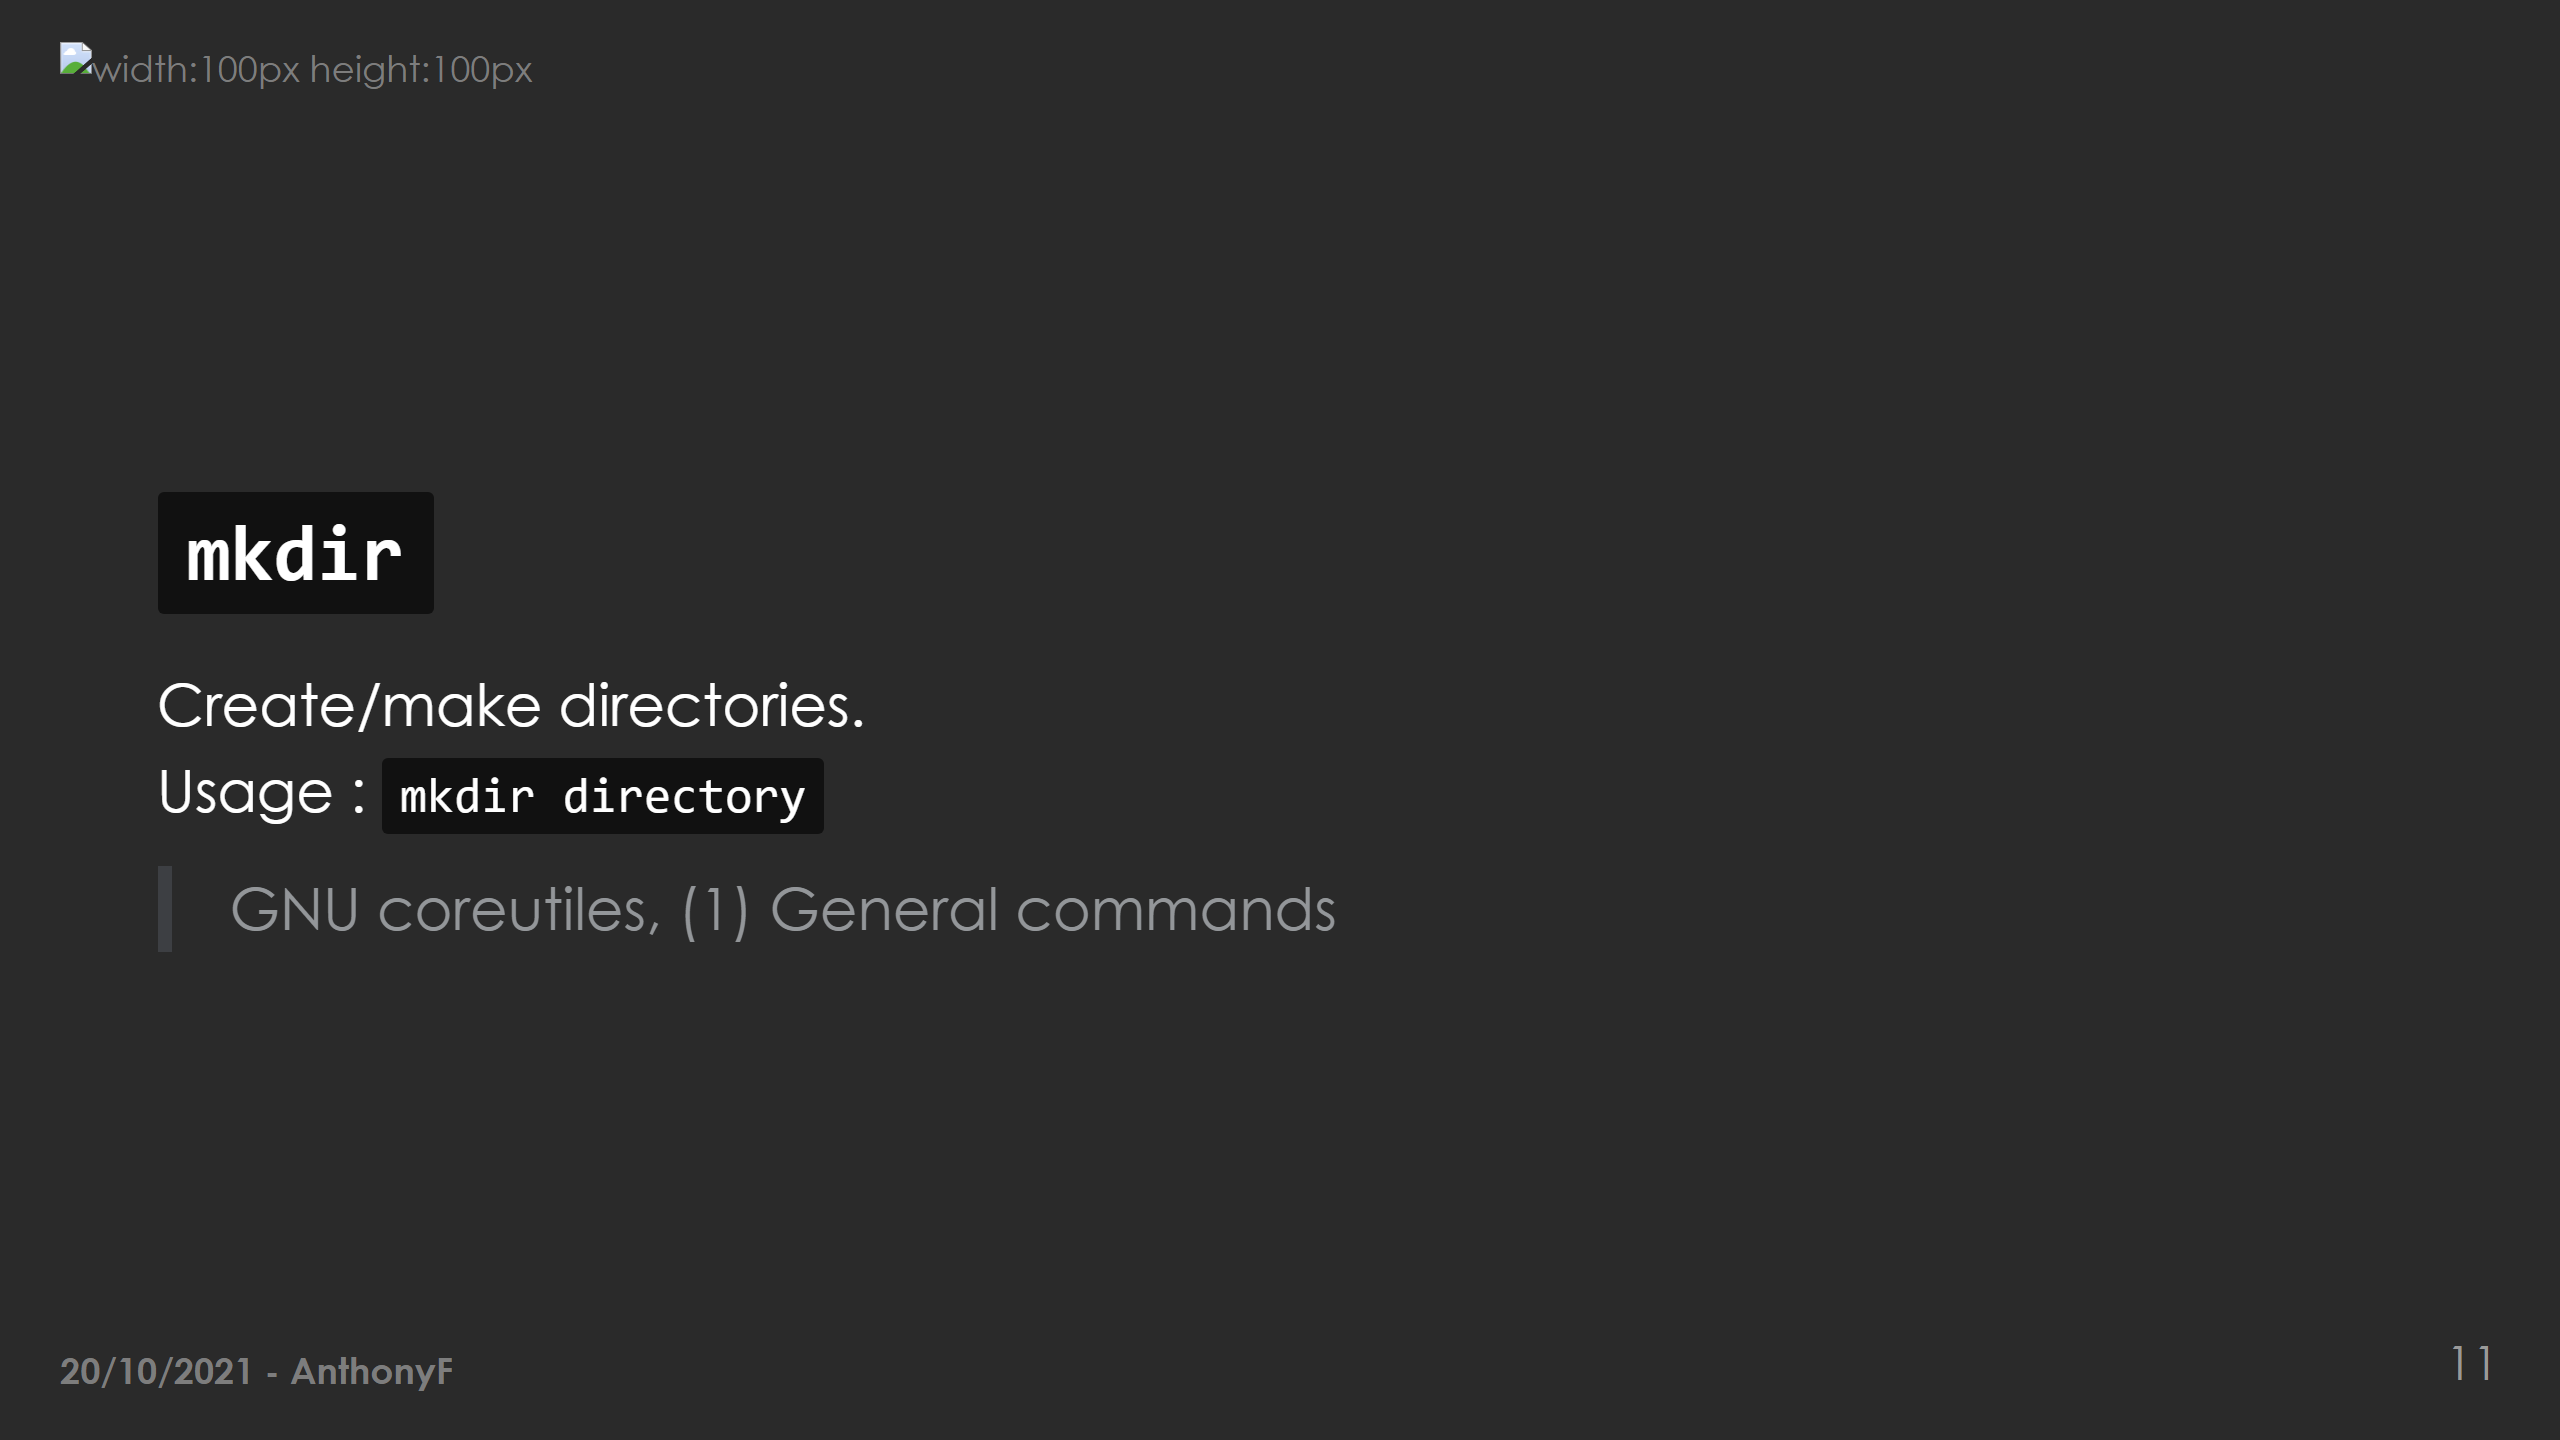 width:100px height:100px
mkdir
Create/make directories.
Usage : mkdir directory
GNU coreutiles, (1) General commands
20/10/2021 - AnthonyF
11